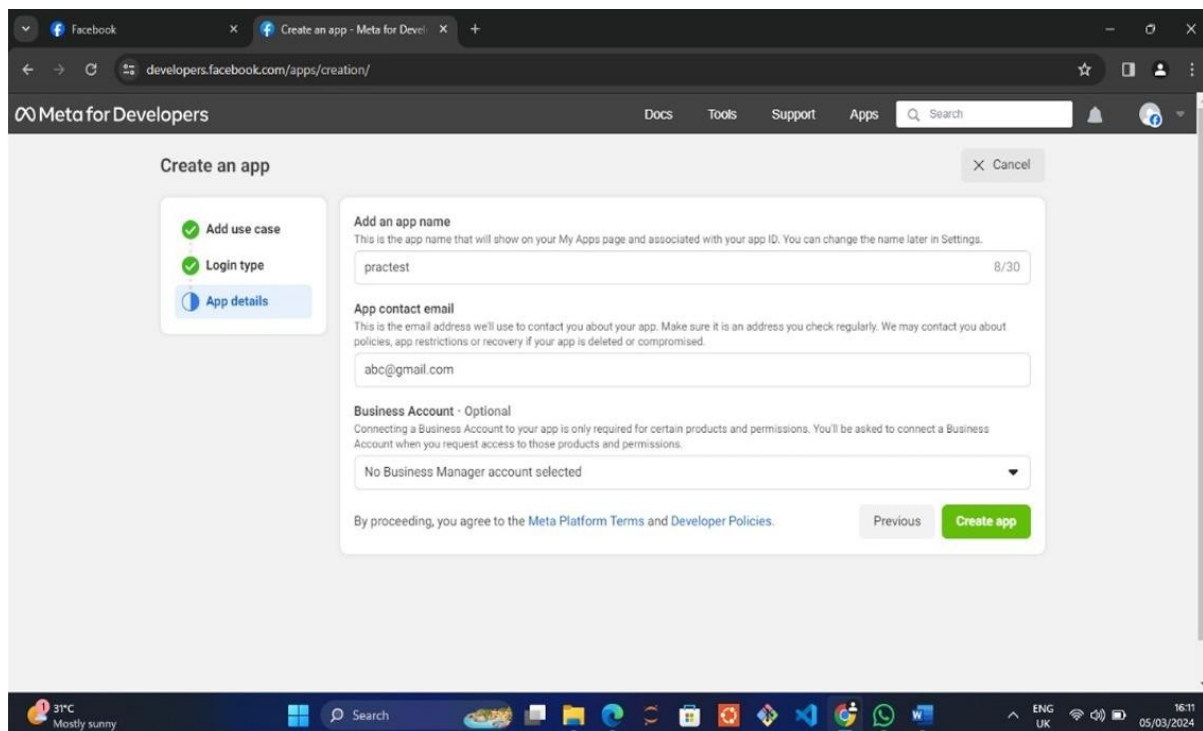 Facebook
Create an app - Meta for Devel
developers.facebook.com/apps/creation/
Meta for Developers
Docs
Tools
Support
Apps
Search
Create an app
Cancel
Add use case
Login type
App details
Add an app name
This is the app name that will show on your My Apps page and associated with your app ID. You can change the name later in Settings.
practest
8/30
App contact email
This is the email address we'll use to contact you about your app. Make sure it is an address you check regularly. We may contact you about
policies, app restrictions or recovery if your app is deleted or compromised.
abc@gmail.com
Business Account · Optional
Connecting a Business Account to your app is only required for certain products and permissions. You'll be asked to connect a Business
Account when you request access to those products and permissions.
No Business Manager account selected
By proceeding, you agree to the Meta Platform Terms and Developer Policies.
Previous
Create app
1
31°C
Mostly sunny
Search
ENG
UK
16:11
05/03/2024